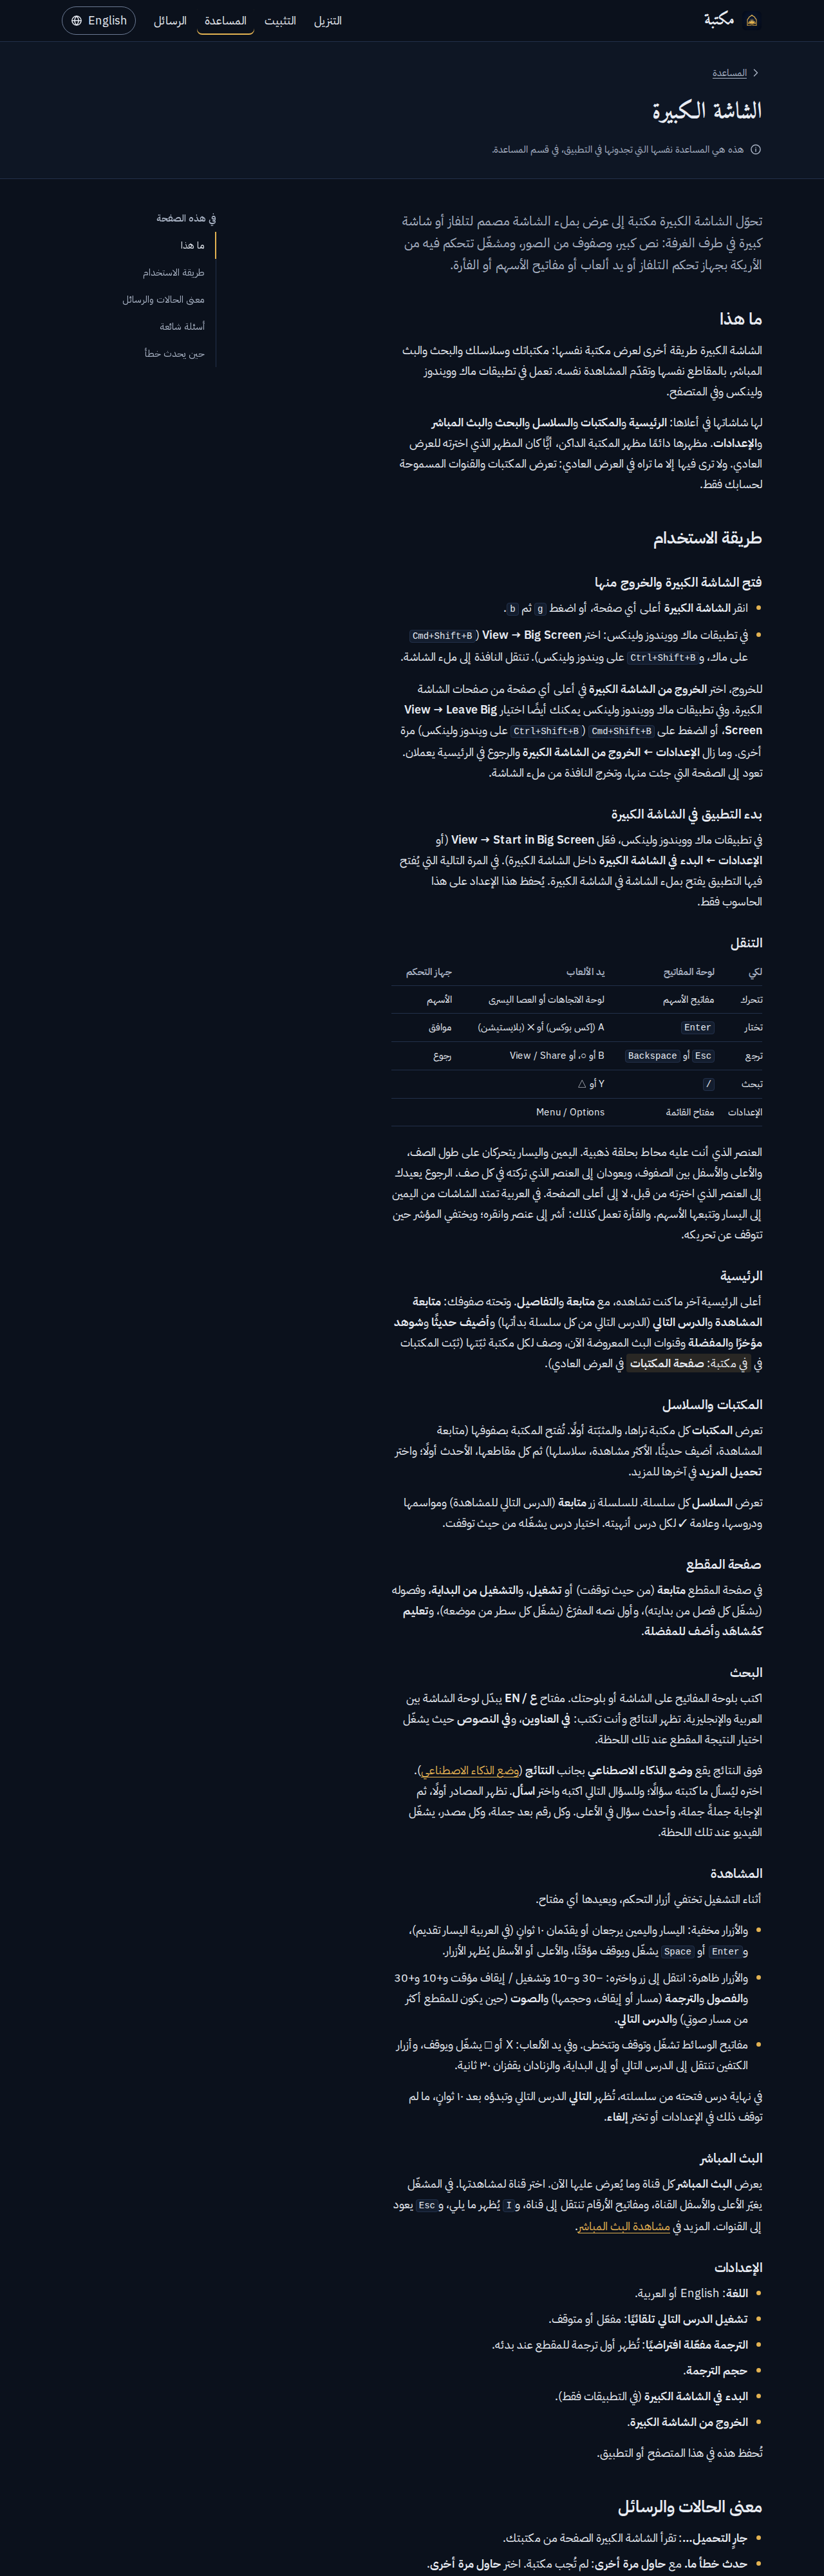 مكتبة
التنزيل
التثبيت
المساعدة
الرسائل
English
المساعدة
الشاشة الكبيرة
هذه هي المساعدة نفسها التي تجدونها في التطبيق، في قسم المساعدة.
في هذه الصفحة
ما هذا
طريقة الاستخدام
معنى الحالات والرسائل
أسئلة شائعة
حين يحدث خطأ
تحوّل الشاشة الكبيرة مكتبة إلى عرض بملء الشاشة مصمم لتلفاز أو شاشة
كبيرة في طرف الغرفة: نص كبير، وصفوف من الصور، ومشغّل تتحكم فيه من
الأريكة بجهاز تحكم التلفاز أو يد ألعاب أو مفاتيح الأسهم أو الفأرة.
ما هذا
الشاشة الكبيرة طريقة أخرى لعرض مكتبة نفسها: مكتباتك وسلاسلك والبحث والبث
المباشر، بالمقاطع نفسها وتقدّم المشاهدة نفسه. تعمل في تطبيقات ماك وويندوز
ولينكس وفي المتصفح.
لها شاشاتها في أعلاها: الرئيسية والمكتبات والسلاسل والبحث والبث المباشر
والإعدادات. مظهرها دائمًا مظهر المكتبة الداكن، أيًّا كان المظهر الذي اخترته للعرض
العادي. ولا ترى فيها إلا ما تراه في العرض العادي: تعرض المكتبات والقنوات المسموحة
لحسابك فقط.
طريقة الاستخدام
فتح الشاشة الكبيرة والخروج منها
انقر الشاشة الكبيرة أعلى أي صفحة، أو اضغط g ثم b.
في تطبيقات ماك وويندوز ولينكس: اختر View → Big Screen (Cmd+Shift+B
على ماك، وCtrl+Shift+B على ويندوز ولينكس). تنتقل النافذة إلى ملء الشاشة.
للخروج، اختر الخروج من الشاشة الكبيرة في أعلى أي صفحة من صفحات الشاشة
الكبيرة. وفي تطبيقات ماك وويندوز ولينكس يمكنك أيضًا اختيار View → Leave Big
Screen، أو الضغط على Cmd+Shift+B (Ctrl+Shift+B على ويندوز ولينكس) مرة
أخرى. وما زال الإعدادات ← الخروج من الشاشة الكبيرة والرجوع في الرئيسية يعملان.
تعود إلى الصفحة التي جئت منها، وتخرج النافذة من ملء الشاشة.
بدء التطبيق في الشاشة الكبيرة
في تطبيقات ماك وويندوز ولينكس، فعّل View → Start in Big Screen (أو
الإعدادات ← البدء في الشاشة الكبيرة داخل الشاشة الكبيرة). في المرة التالية التي يُفتح
فيها التطبيق يفتح بملء الشاشة في الشاشة الكبيرة. يُحفظ هذا الإعداد على هذا
الحاسوب فقط.
التنقل
لكي لوحة المفاتيح يد الألعاب جهاز التحكم
تتحرك مفاتيح الأسهم لوحة الاتجاهات أو العصا اليسرى الأسهم
تختار Enter A (إكس بوكس) أو ✕ (بلايستيشن) موافق
ترجع Esc أو Backspace B أو ○، أو View / Share رجوع
تبحث / Y أو △
الإعدادات مفتاح القائمة Menu / Options
العنصر الذي أنت عليه محاط بحلقة ذهبية. اليمين واليسار يتحركان على طول الصف،
والأعلى والأسفل بين الصفوف، ويعودان إلى العنصر الذي تركته في كل صف. الرجوع يعيدك
إلى العنصر الذي اخترته من قبل، لا إلى أعلى الصفحة. في العربية تمتد الشاشات من اليمين
إلى اليسار وتتبعها الأسهم. والفأرة تعمل كذلك: أشر إلى عنصر وانقره؛ ويختفي المؤشر حين
تتوقف عن تحريكه.
الرئيسية
أعلى الرئيسية آخر ما كنت تشاهده، مع متابعة والتفاصيل. وتحته صفوفك: متابعة
المشاهدة والدرس التالي (الدرس التالي من كل سلسلة بدأتها) وأضيف حديثًا وشوهد
مؤخرًا والمفضلة وقنوات البث المعروضة الآن، وصف لكل مكتبة ثبّتها (ثبّت المكتبات
في في مكتبة: صفحة المكتبات في العرض العادي).
المكتبات والسلاسل
تعرض المكتبات كل مكتبة تراها، والمثبّتة أولًا. تُفتح المكتبة بصفوفها (متابعة
المشاهدة، أضيف حديثًا، الأكثر مشاهدة، سلاسلها) ثم كل مقاطعها، الأحدث أولًا؛ واختر
تحميل المزيد في آخرها للمزيد.
تعرض السلاسل كل سلسلة. للسلسلة زر متابعة (الدرس التالي للمشاهدة) ومواسمها
ودروسها، وعلامة ✓ لكل درس أنهيته. اختيار درس يشغّله من حيث توقفت.
صفحة المقطع
في صفحة المقطع متابعة (من حيث توقفت) أو تشغيل، والتشغيل من البداية، وفصوله
(يشغّل كل فصل من بدايته)، وأول نصه المفرّغ (يشغّل كل سطر من موضعه)، وتعليم
كمُشاهَد وأضف للمفضلة.
البحث
اكتب بلوحة المفاتيح على الشاشة أو بلوحتك. مفتاح ع / EN يبدّل لوحة الشاشة بين
العربية والإنجليزية. تظهر النتائج وأنت تكتب: في العناوين، وفي النصوص حيث يشغّل
اختيار النتيجة المقطع عند تلك اللحظة.
فوق النتائج يقع وضع الذكاء الاصطناعي بجانب النتائج (وضع الذكاء الاصطناعي).
اختره ليُسأل ما كتبته سؤالًا؛ وللسؤال التالي اكتبه واختر اسأل. تظهر المصادر أولًا، ثم
الإجابة جملةً جملة، وأحدث سؤال في الأعلى. وكل رقم بعد جملة، وكل مصدر، يشغّل
الفيديو عند تلك اللحظة.
المشاهدة
أثناء التشغيل تختفي أزرار التحكم، ويعيدها أي مفتاح.
والأزرار مخفية: اليسار واليمين يرجعان أو يقدّمان ١٠ ثوانٍ (في العربية اليسار تقديم)،
وEnter أو Space يشغّل ويوقف مؤقتًا، والأعلى أو الأسفل يُظهر الأزرار.
والأزرار ظاهرة: انتقل إلى زر واختره: −30 و−10 وتشغيل / إيقاف مؤقت و+10 و+30
والفصول والترجمة (مسار أو إيقاف، وحجمها) والصوت (حين يكون للمقطع أكثر
من مسار صوتي) والدرس التالي.
مفاتيح الوسائط تشغّل وتوقف وتتخطى. وفي يد الألعاب: X أو □ يشغّل ويوقف، وأزرار
الكتفين تنتقل إلى الدرس التالي أو إلى البداية، والزنادان يقفزان ٣٠ ثانية.
في نهاية درس فتحته من سلسلته، تُظهر التالي الدرس التالي وتبدؤه بعد ١٠ ثوانٍ، ما لم
توقف ذلك في الإعدادات أو تختر إلغاء.
البث المباشر
يعرض البث المباشر كل قناة وما يُعرض عليها الآن. اختر قناة لمشاهدتها. في المشغّل
يغيّر الأعلى والأسفل القناة، ومفاتيح الأرقام تنتقل إلى قناة، وI يُظهر ما يلي، وEsc يعود
إلى القنوات. المزيد في مشاهدة البث المباشر.
الإعدادات
اللغة: English أو العربية.
تشغيل الدرس التالي تلقائيًا: مفعّل أو متوقف.
الترجمة مفعّلة افتراضيًا: تُظهر أول ترجمة للمقطع عند بدئه.
حجم الترجمة.
البدء في الشاشة الكبيرة (في التطبيقات فقط).
الخروج من الشاشة الكبيرة.
تُحفظ هذه في هذا المتصفح أو التطبيق.
معنى الحالات والرسائل
جارٍ التحميل…: تقرأ الشاشة الكبيرة الصفحة من مكتبتك.
حدث خطأ ما. مع حاول مرة أخرى: لم تُجب مكتبة. اختر حاول مرة أخرى.